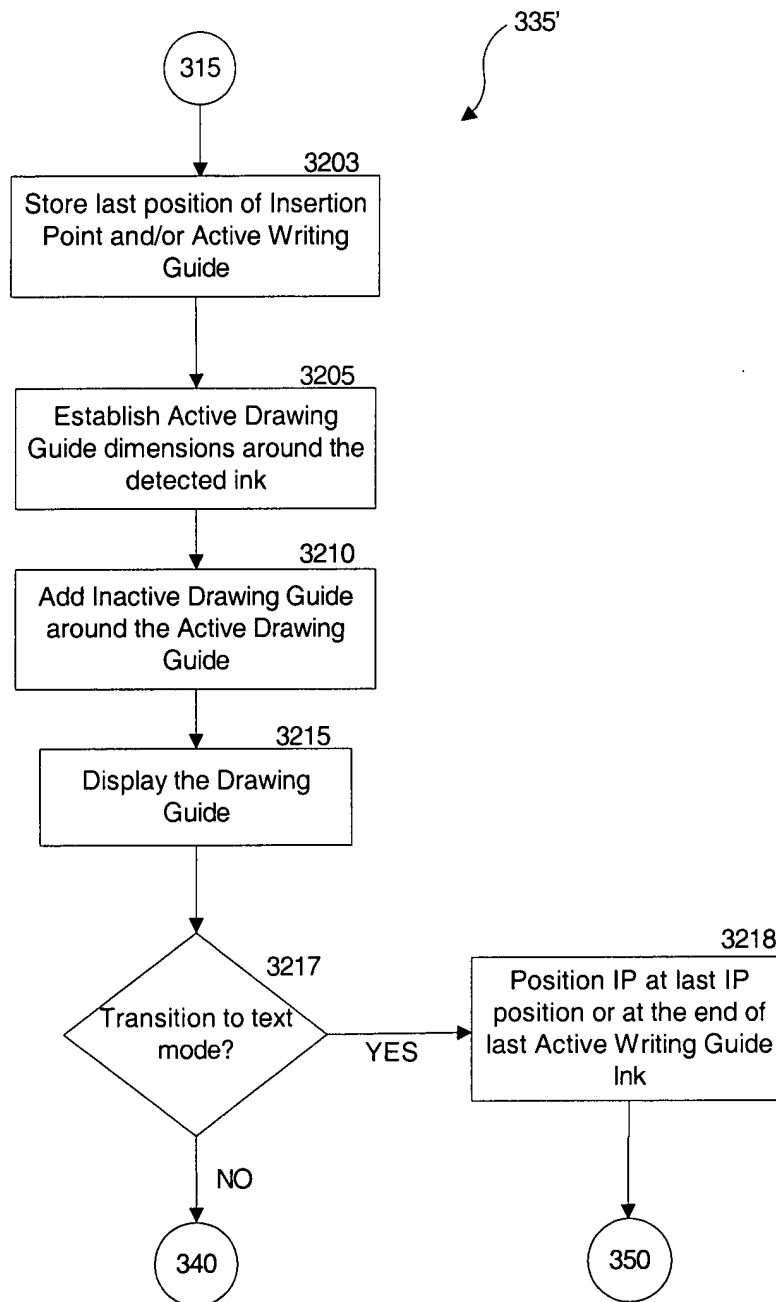 335'
315
3203
Store last position of Insertion
Point and/or Active Writing
Guide
3205
Establish Active Drawing
Guide dimensions around the
detected ink
3210
Add Inactive Drawing Guide
around the Active Drawing
Guide
3215
Display the Drawing
Guide
3217
Transition to text
mode?
YES
3218
Position IP at last IP
position or at the end of
last Active Writing Guide
Ink
NO
340
350